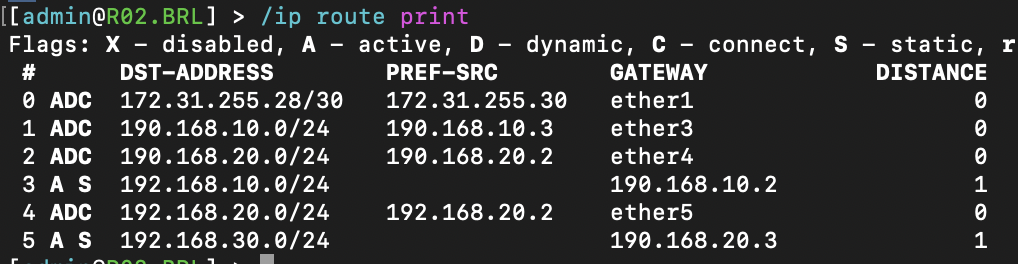 [[admin@R02.BRL] > /ip route print
Flags: X - disabled, A - active, D - dynamic, C - connect, S - static, r
# DST-ADDRESS PREF-SRC GATEWAY DISTANCE
0 ADC 172.31.255.28/30 172.31.255.30 ether1 0
1 ADC 190.168.10.0/24 190.168.10.3 ether3 0
2 ADC 190.168.20.0/24 190.168.20.2 ether4 0
3 A S 192.168.10.0/24 190.168.10.2 1
4 ADC 192.168.20.0/24 192.168.20.2 ether5 0
5 A S 192.168.30.0/24 190.168.20.3 1
[admin@R02.BRL] >